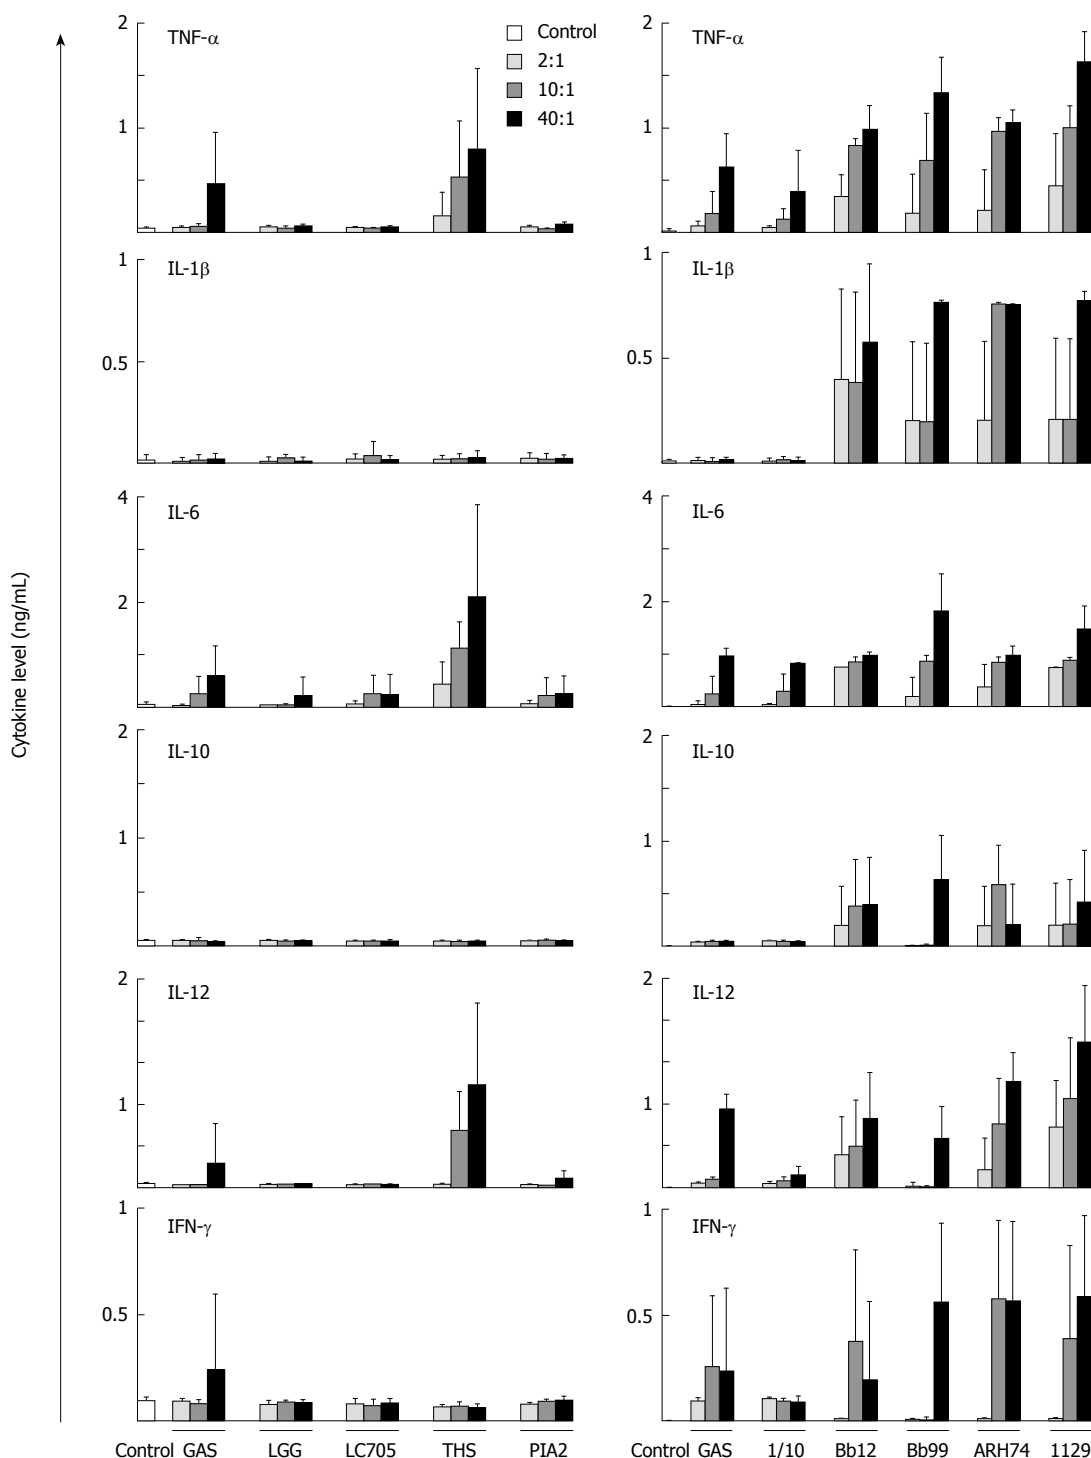 Cytokine level (ng/mL)
TNF-α
2
1
Control
2:1
10:1
40:1
TNF-α
2
1
IL-1β
1
0.5
IL-1β
1
0.5
IL-6
4
2
IL-6
4
2
IL-10
2
1
IL-10
2
1
IL-12
2
1
IL-12
2
1
IFN-γ
1
0.5
IFN-γ
1
0.5
Control GAS LGG LC705 THS PIA2
Control GAS 1/10 Bb12 Bb99 ARH74 1129